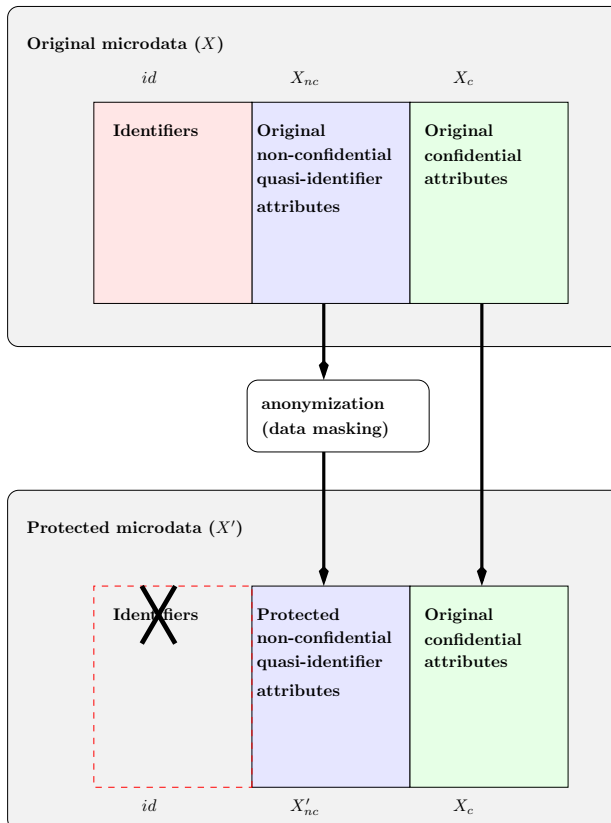 Original microdata (X)
id X_nc X_c
Identifiers
Original
non-confidential
quasi-identifier
attributes
Original
confidential
attributes
anonymization
(data masking)
Protected microdata (X′)
Identifiers
Protected
non-confidential
quasi-identifier
attributes
Original
confidential
attributes
id X′_nc X_c